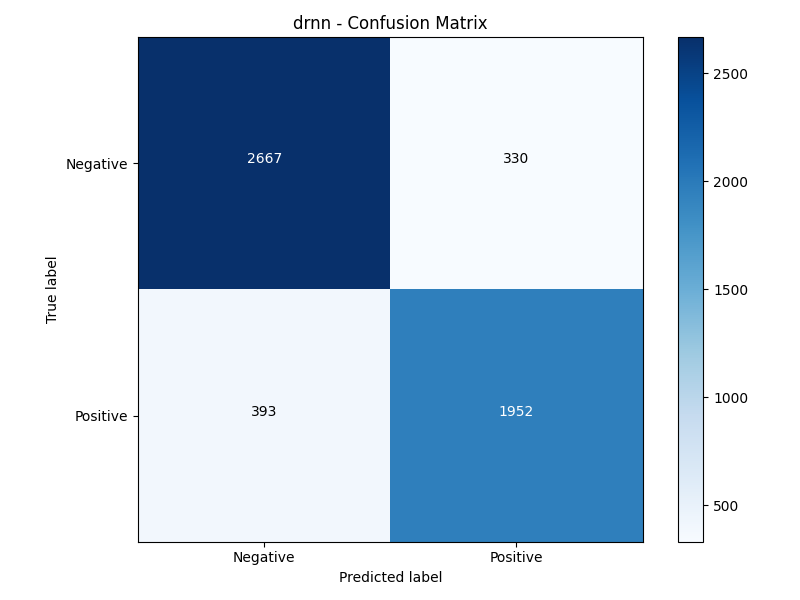 drnn - Confusion Matrix
Negative
2667
330
2500
2000
1500
1000
500
True label
Positive
393
1952
Negative
Positive
Predicted label